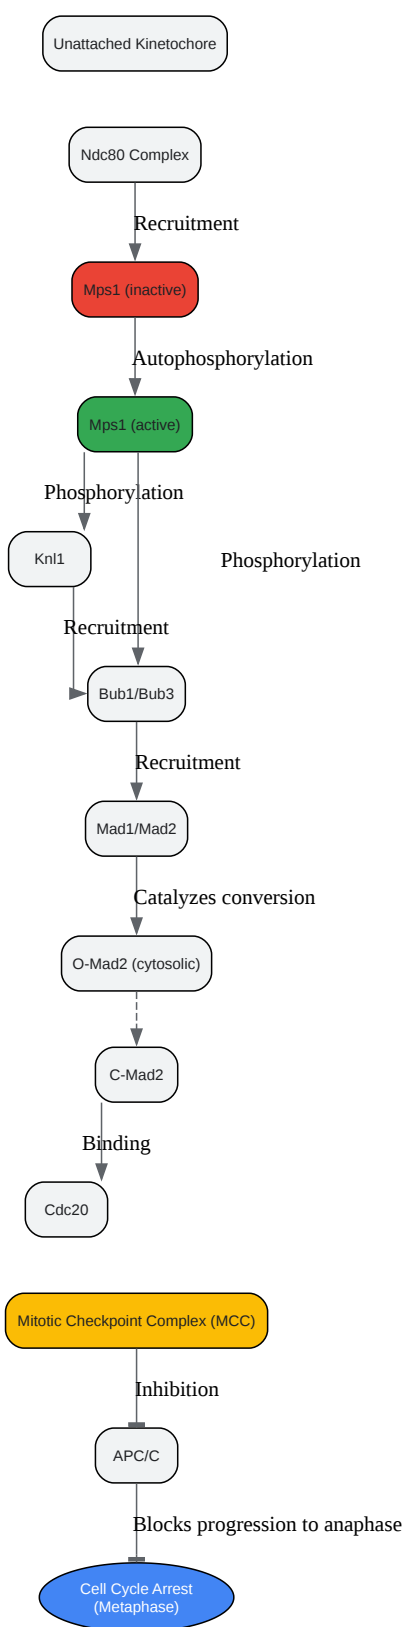 Unattached Kinetochore
Ndc80 Complex
Recruitment
Mps1 (inactive)
Autophosphorylation
Mps1 (active)
Phosphorylation
Knl1
Phosphorylation
Recruitment
Bub1/Bub3
Recruitment
Mad1/Mad2
Catalyzes conversion
O-Mad2 (cytosolic)
C-Mad2
Binding
Cdc20
Mitotic Checkpoint Complex (MCC)
Inhibition
APC/C
Blocks progression to anaphase
Cell Cycle Arrest
(Metaphase)